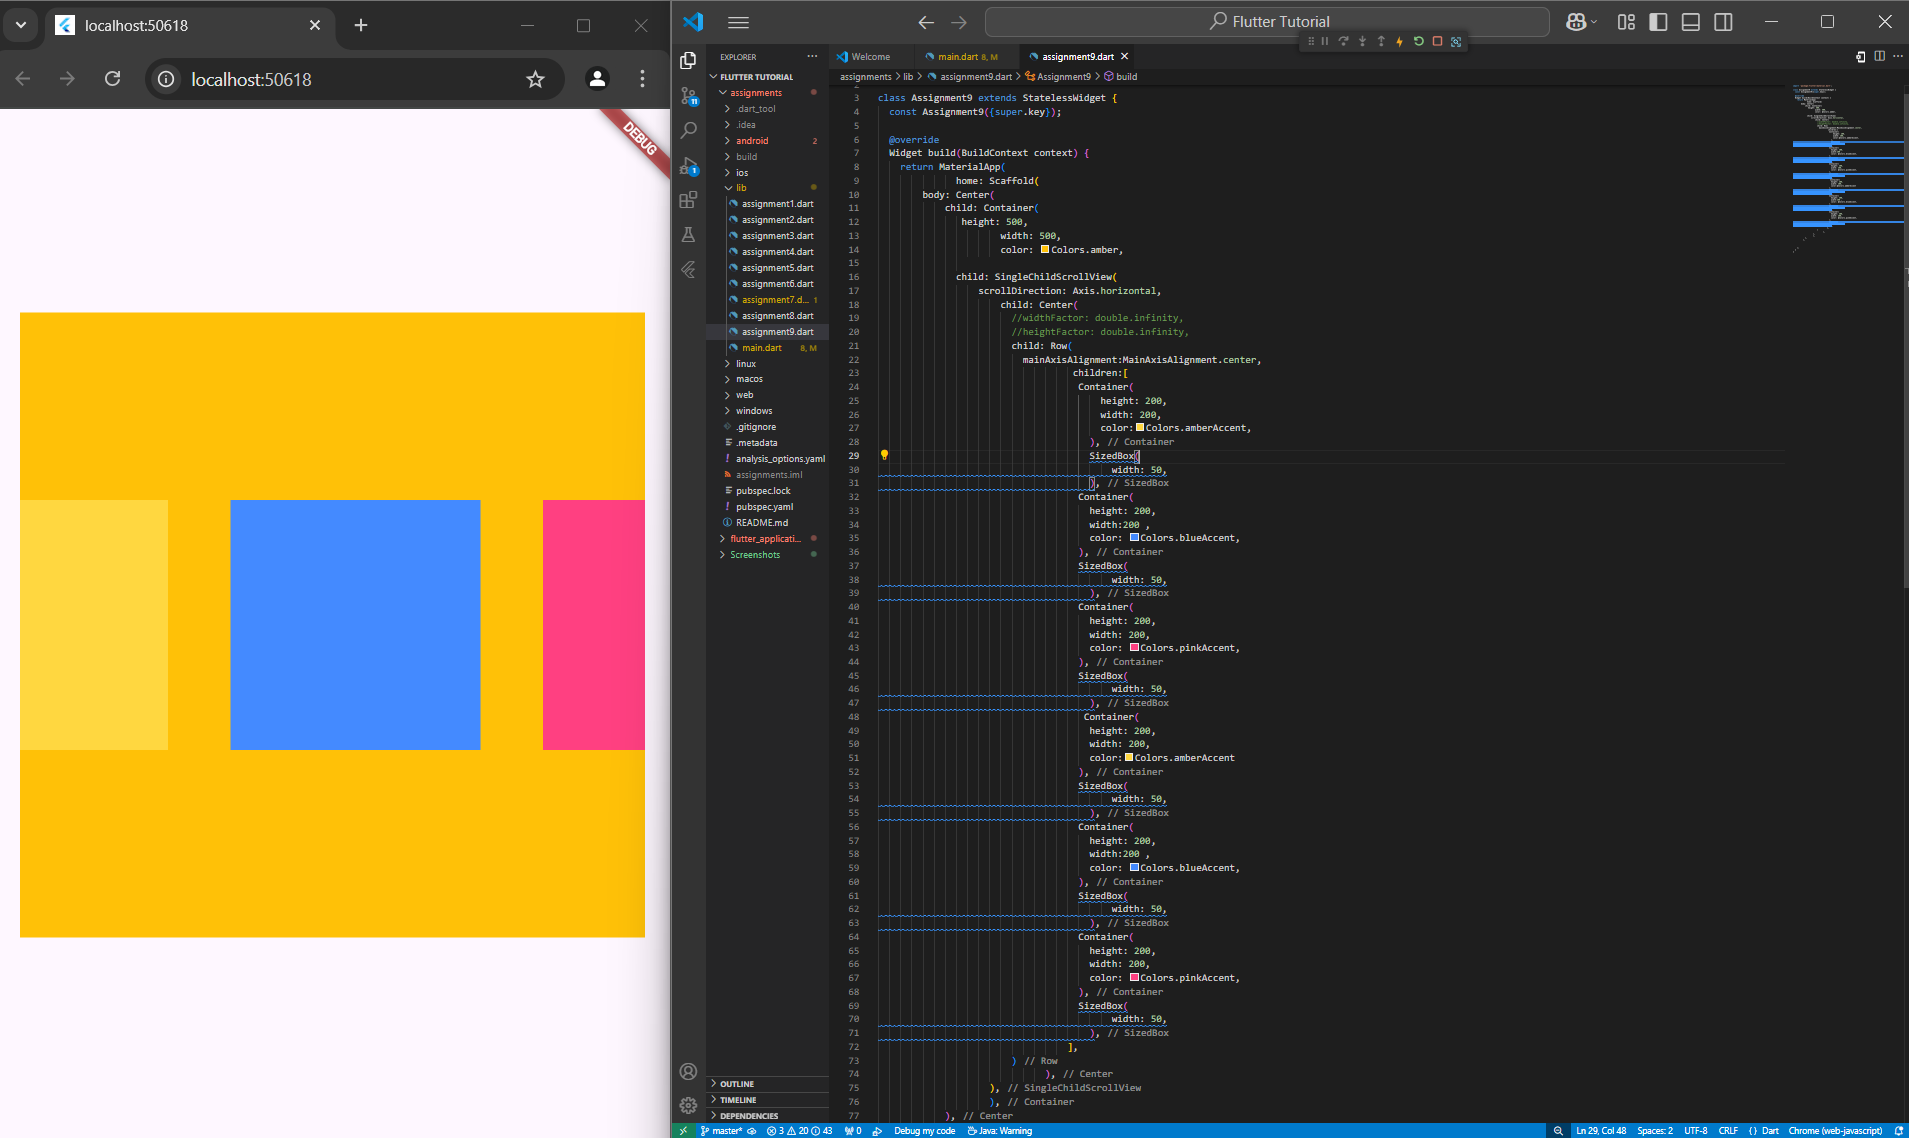 localhost:50618
localhost:50618
DEBUG
Flutter Tutorial
EXPLORER
FLUTTER TUTORIAL
assignments
.dart_tool
.idea
android 2
build
ios
lib
assignment1.dart
assignment2.dart
assignment3.dart
assignment4.dart
assignment5.dart
assignment6.dart
assignment7.d... 1
assignment8.dart
assignment9.dart
main.dart 8, M
linux
macos
web
windows
.gitignore
.metadata
analysis_options.yaml
assignments.iml
pubspec.lock
pubspec.yaml
README.md
flutter_applicati...
Screenshots
OUTLINE
TIMELINE
DEPENDENCIES
11
1
Welcome main.dart 8, M assignment9.dart
assignments > lib > assignment9.dart > Assignment9 > build
2
3 class Assignment9 extends StatelessWidget {
4 const Assignment9({super.key});
5
6 @override
7 Widget build(BuildContext context) {
8 return MaterialApp(
9 home: Scaffold(
10 body: Center(
11 child: Container(
12 height: 500,
13 width: 500,
14 color: Colors.amber,
15
16 child: SingleChildScrollView(
17 scrollDirection: Axis.horizontal,
18 child: Center(
19 //widthFactor: double.infinity,
20 //heightFactor: double.infinity,
21 child: Row(
22 mainAxisAlignment:MainAxisAlignment.center,
23 children:[
24 Container(
25 height: 200,
26 width: 200,
27 color:Colors.amberAccent,
28 ), // Container
29 SizedBox(
30 width: 50,
31 ), // SizedBox
32 Container(
33 height: 200,
34 width:200 ,
35 color: Colors.blueAccent,
36 ), // Container
37 SizedBox(
38 width: 50,
39 ), // SizedBox
40 Container(
41 height: 200,
42 width: 200,
43 color: Colors.pinkAccent,
44 ), // Container
45 SizedBox(
46 width: 50,
47 ), // SizedBox
48 Container(
49 height: 200,
50 width: 200,
51 color:Colors.amberAccent
52 ), // Container
53 SizedBox(
54 width: 50,
55 ), // SizedBox
56 Container(
57 height: 200,
58 width:200 ,
59 color: Colors.blueAccent,
60 ), // Container
61 SizedBox(
62 width: 50,
63 ), // SizedBox
64 Container(
65 height: 200,
66 width: 200,
67 color: Colors.pinkAccent,
68 ), // Container
69 SizedBox(
70 width: 50,
71 ), // SizedBox
72 ],
73 ) // Row
74 ), // Center
75 ), // SingleChildScrollView
76 ), // Container
77 ), // Center
master* 3 20 43 0 Debug my code Java: Warning Ln 29, Col 48 Spaces: 2 UTF-8 CRLF { } Dart Chrome (web-javascript)